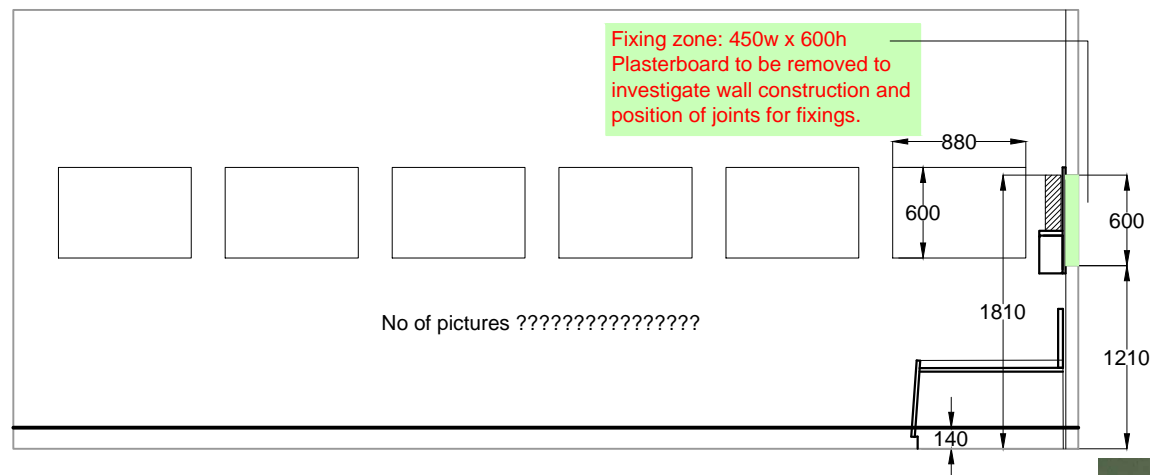 Fixing zone: 450w x 600h
Plasterboard to be removed to
investigate wall construction and
position of joints for fixings.
880
600
600
1810
No of pictures ????????????????
1210
140